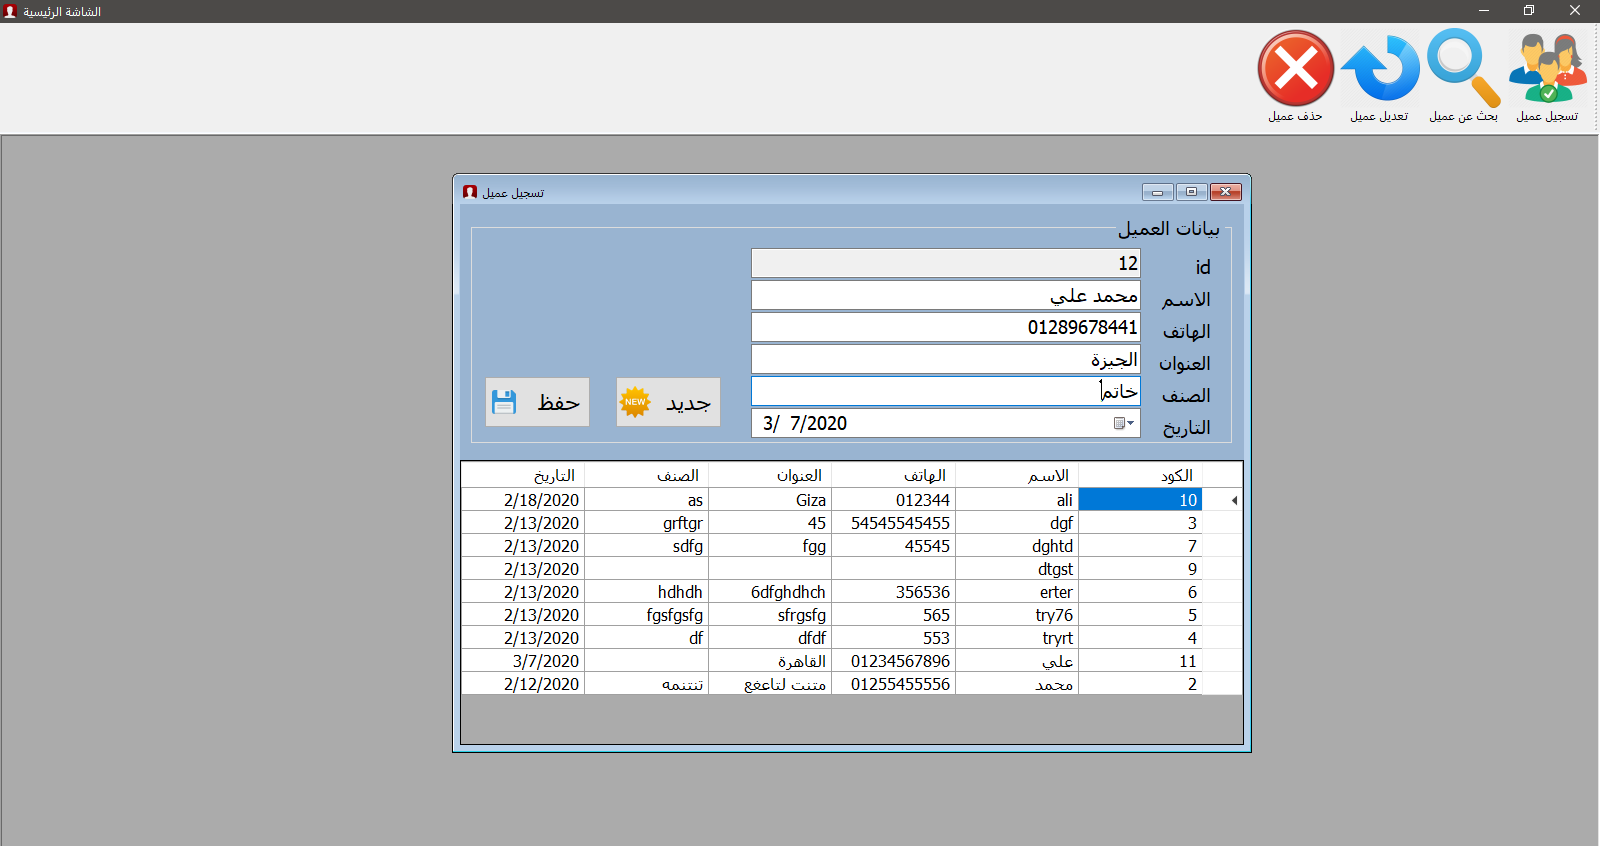 الشاشة الرئيسية
تسجيل عميل
بحث عن عميل
تعديل عميل
حذف عميل
تسجيل عميل
بيانات العميل
id 12
الاسم محمد علي
الهاتف 01289678441
العنوان الجيزة
الصنف خاتم
التاريخ 3/ 7/2020
NEW جديد
حفظ
الكود الاسم الهاتف العنوان الصنف التاريخ
10 ali 012344 Giza as 2/18/2020
3 dgf 54545545455 45 grftgr 2/13/2020
7 dghtd 45545 fgg sdfg 2/13/2020
9 dtgst 2/13/2020
6 erter 356536 6dfghdhch hdhdh 2/13/2020
5 try76 565 sfrgsfg fgsfgsfg 2/13/2020
4 tryrt 553 dfdf df 2/13/2020
11 علي 01234567896 القاهرة 3/7/2020
2 محمد 01255455556 متنت لتاعفع تنتنمه 2/12/2020